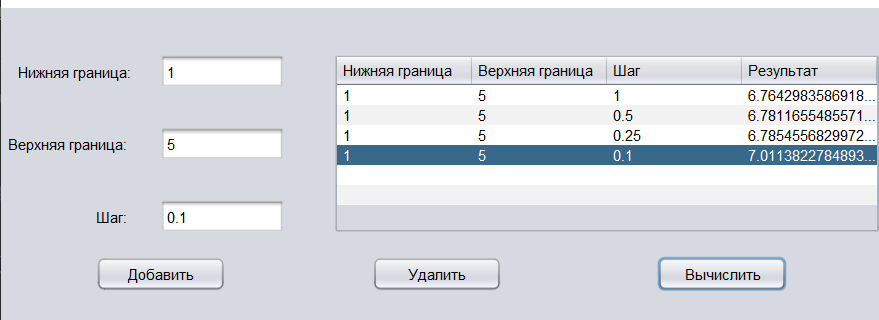 Нижняя граница: 1
Верхняя граница: 5
Шаг: 0.1
Нижняя граница Верхняя граница Шаг Результат
1 5 1 6.7642983586918...
1 5 0.5 6.7811655485571...
1 5 0.25 6.7854556829972...
1 5 0.1 7.0113822784893...
Добавить Удалить Вычислить